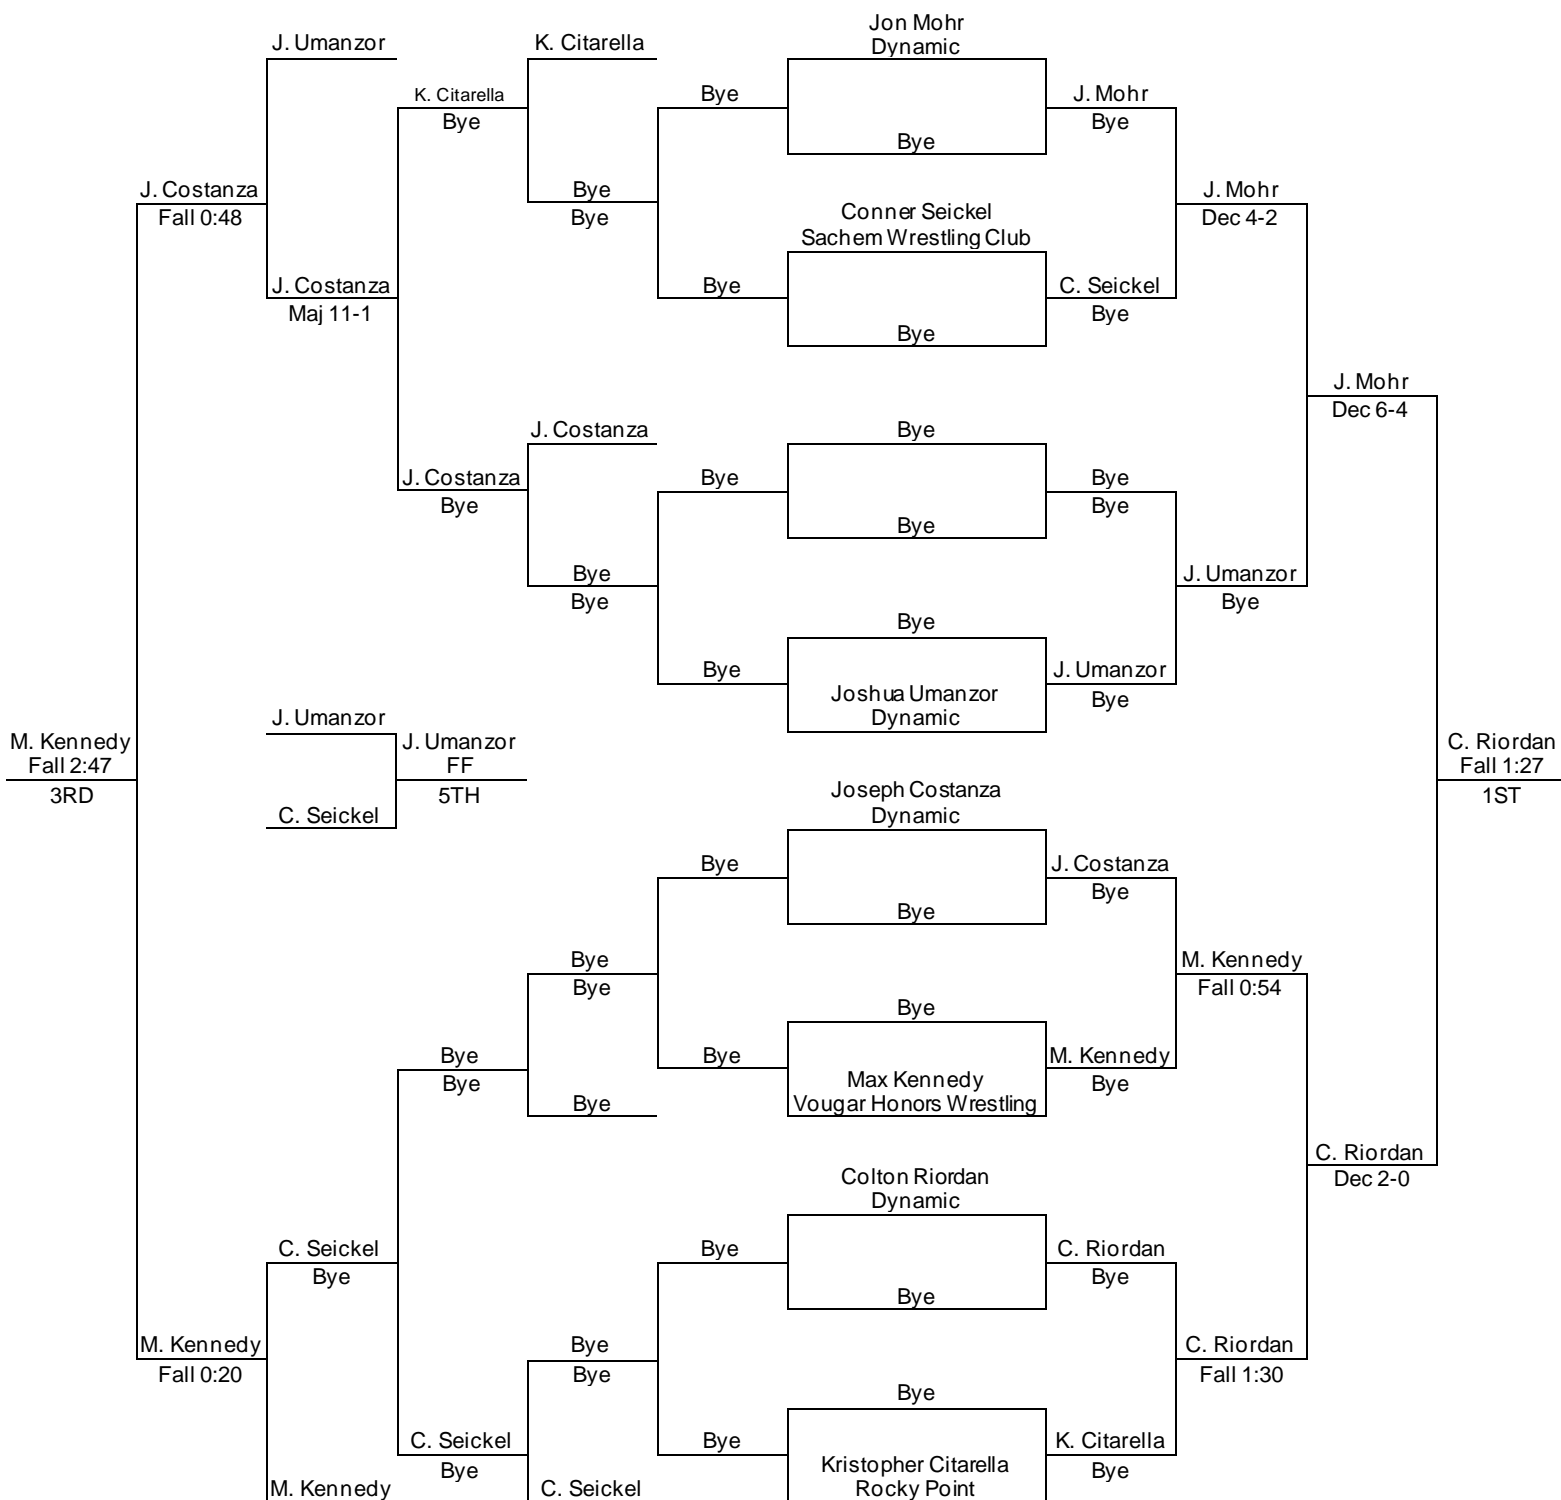 Jon Mohr
Dynamic
J. Umanzor
K. Citarella
K. Citarella
Bye
Bye
J. Mohr
Bye
Bye
J. Costanza
Fall 0:48
Bye
Bye
Conner Seickel
Sachem Wrestling Club
J. Mohr
Dec 4-2
J. Costanza
Maj 11-1
Bye
C. Seickel
Bye
Bye
J. Mohr
Dec 6-4
J. Costanza
Bye
J. Costanza
Bye
Bye
Bye
Bye
Bye
Bye
Bye
J. Umanzor
Bye
Bye
Bye
J. Umanzor
Bye
Joshua Umanzor
Dynamic
J. Umanzor
M. Kennedy
Fall 2:47
3RD
J. Umanzor
FF
5TH
C. Riordan
Fall 1:27
1ST
C. Seickel
Joseph Costanza
Dynamic
Bye
J. Costanza
Bye
Bye
Bye
Bye
M. Kennedy
Fall 0:54
Bye
Bye
Bye
Bye
M. Kennedy
Bye
Max Kennedy
Vougar Honors Wrestling
Bye
C. Riordan
Dec 2-0
Colton Riordan
Dynamic
C. Seickel
Bye
Bye
C. Riordan
Bye
Bye
M. Kennedy
Fall 0:20
Bye
Bye
C. Riordan
Fall 1:30
Bye
C. Seickel
Bye
Bye
K. Citarella
Bye
Kristopher Citarella
Rocky Point
M. Kennedy
C. Seickel